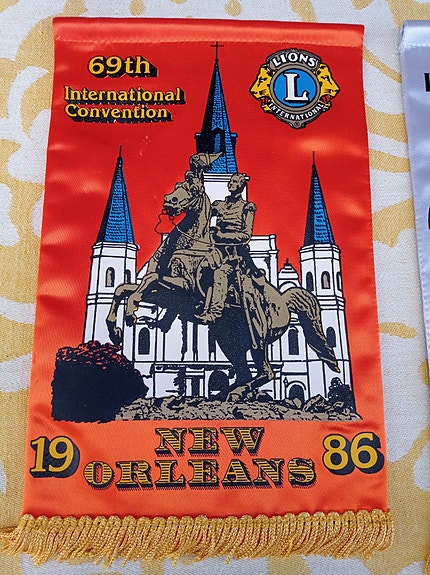 69th
International
Convention
LIONS
L
INTERNATIONAL
NEW
19 ORLEANS 86